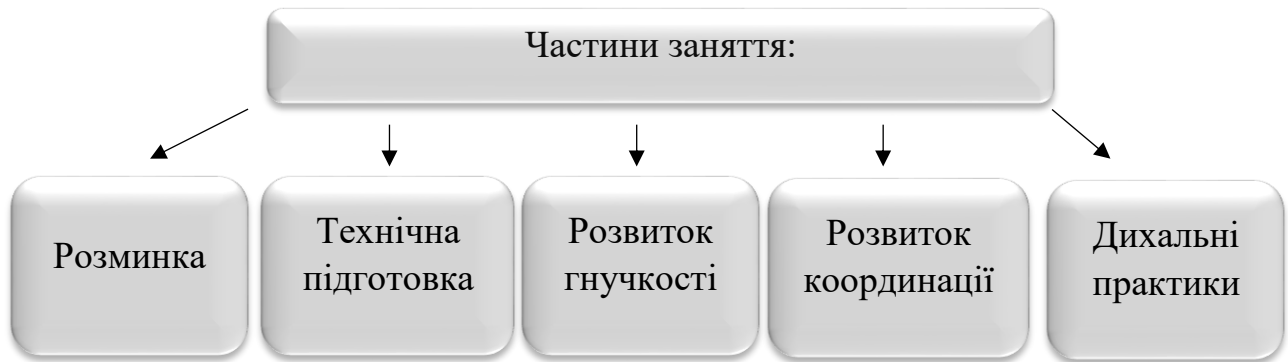 Частини заняття:
Розминка
Технічна
підготовка
Розвиток
гнучкості
Розвиток
координації
Дихальні
практики